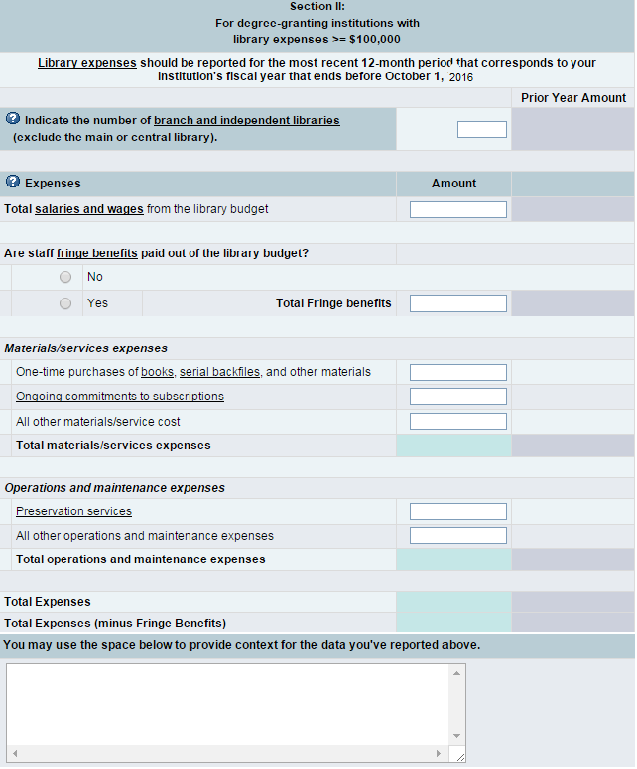 Section II:
For degree-granting institutions with
library expenses >= $100,000
Library expenses should be reported for the most recent 12-month period that corresponds to your
institution's fiscal year that ends before October 1, 2016
Prior Year Amount
? Indicate the number of branch and independent libraries
(exclude the main or central library).
? Expenses Amount
Total salaries and wages from the library budget
Are staff fringe benefits paid out of the library budget?
No
Yes Total Fringe benefits
Materials/services expenses
One-time purchases of books, serial backfiles, and other materials
Ongoing commitments to subscriptions
All other materials/service cost
Total materials/services expenses
Operations and maintenance expenses
Preservation services
All other operations and maintenance expenses
Total operations and maintenance expenses
Total Expenses
Total Expenses (minus Fringe Benefits)
You may use the space below to provide context for the data you've reported above.